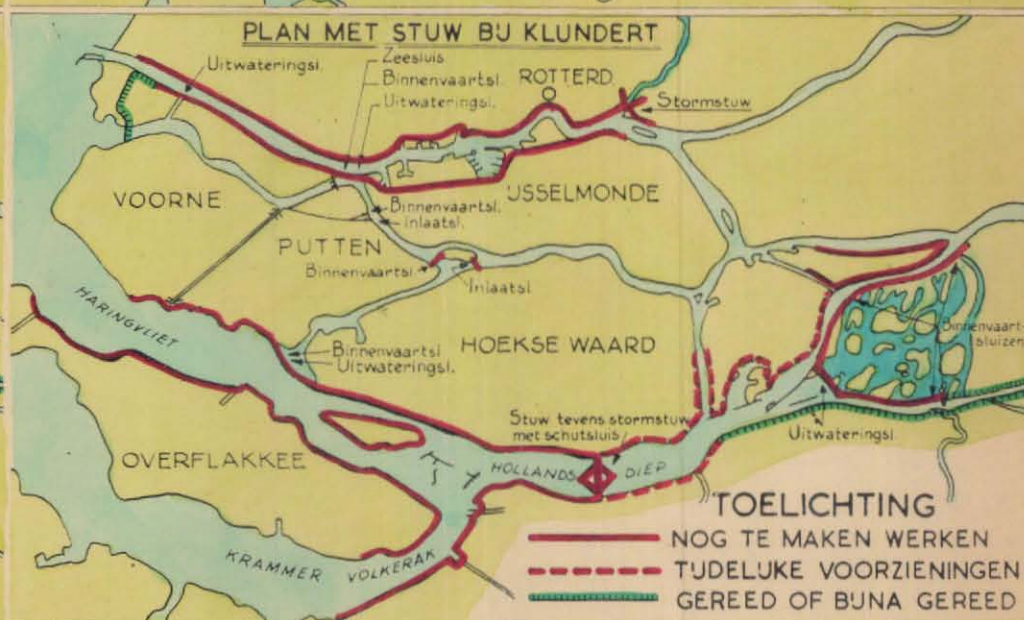 PLAN MET STUW BIJ KLUNDERT
Uitwateringsl.
Zeesluis
Binnenvaartsl.
Uitwateringsl.
ROTTERD.
Stormstuw
VOORNE
IJSSELMONDE
Binnenvaartsl.
Inlaatsl.
PUTTEN
Binnenvaartsl.
Inlaatsl
HARINGVLIET
Binnenvaartsl
Uitwateringsl.
HOEKSE WAARD
Binnenvaart-
sluizen
Stuw tevens stormstuw
met schutsluis
Uitwateringsl.
OVERFLAKKEE
HOLLANDS DIEP
KRAMMER VOLKERAK
TOELICHTING
NOG TE MAKEN WERKEN
TIJDELIJKE VOORZIENINGEN
GEREED OF BIJNA GEREED